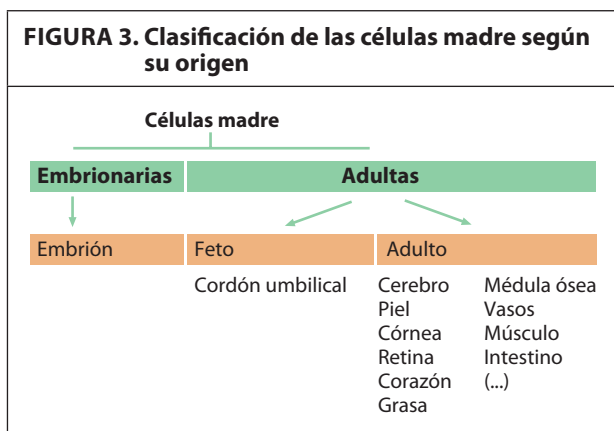 FIGURA 3. Clasificación de las células madre según
su origen
Células madre
Embrionarias
Adultas
Embrión
Feto
Adulto
Cordón umbilical
Cerebro
Piel
Córnea
Retina
Corazón
Grasa
Médula ósea
Vasos
Músculo
Intestino
(...)